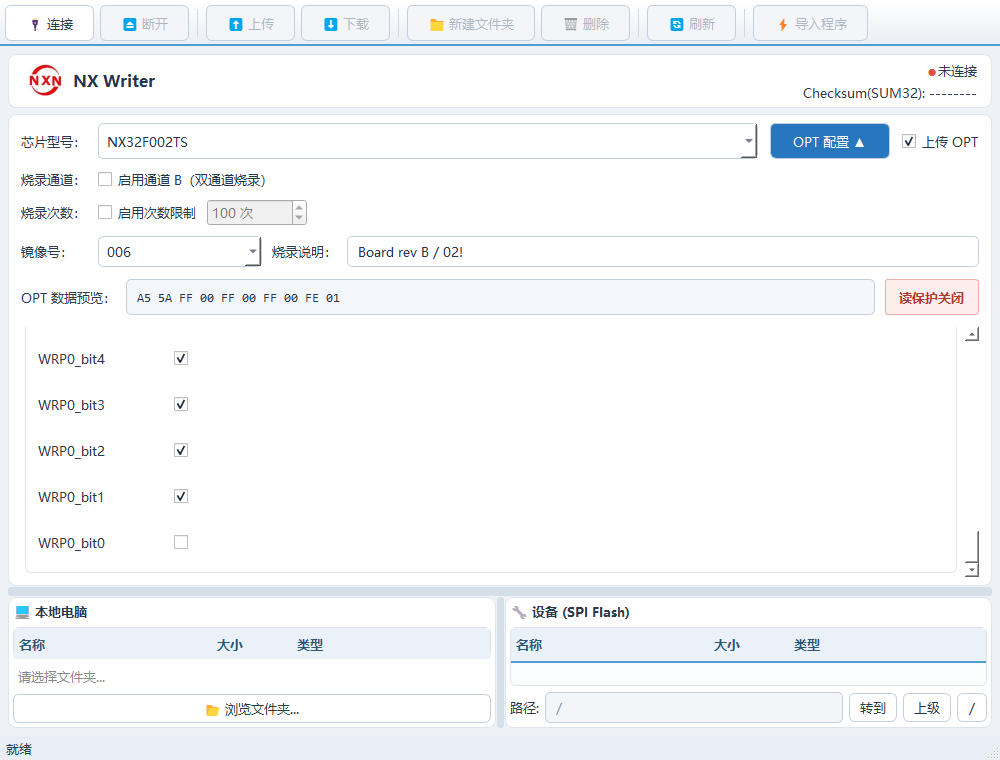 连接 断开 上传 下载 新建文件夹 删除 刷新 导入程序
NXN NX Writer
未连接
Checksum(SUM32): --------
芯片型号: NX32F002TS OPT 配置 ▲ 上传 OPT
烧录通道: 启用通道 B (双通道烧录)
烧录次数: 启用次数限制 100 次
镜像号: 006 烧录说明: Board rev B / 02!
OPT 数据预览: A5 5A FF 00 FF 00 FF 00 FE 01 读保护关闭
WRP0_bit4
WRP0_bit3
WRP0_bit2
WRP0_bit1
WRP0_bit0
本地电脑
名称 大小 类型
请选择文件夹...
浏览文件夹...
设备 (SPI Flash)
名称 大小 类型
路径: / 转到 上级 /
就绪